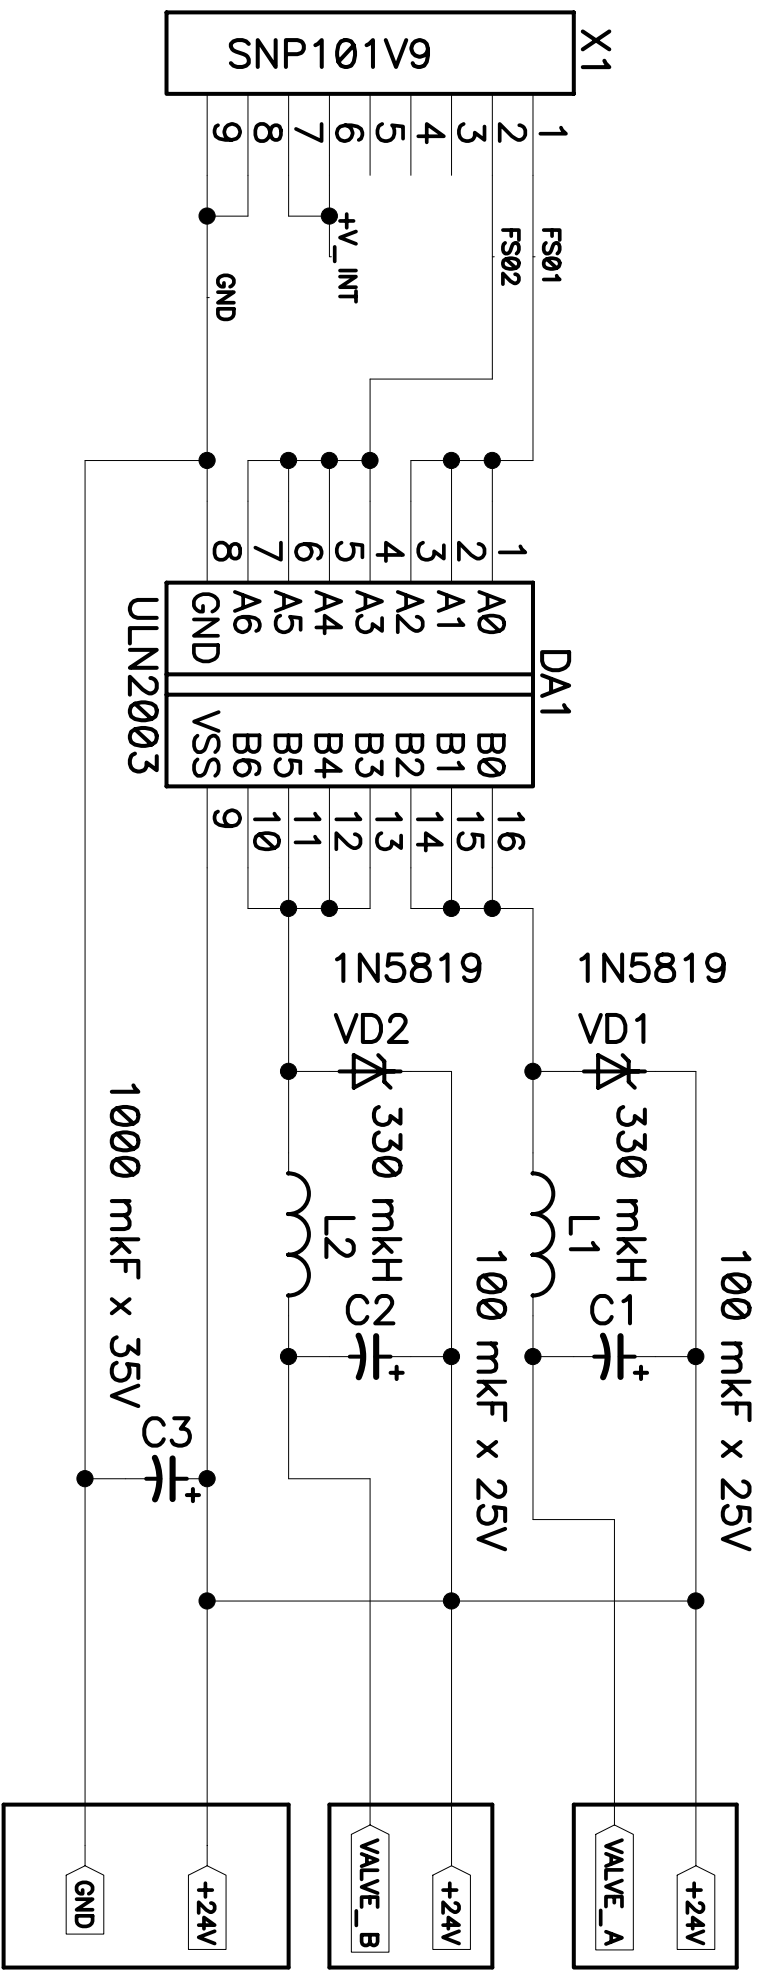 SNP101V9
X1
9
8
7
6
5
4
3
2
1
+V_INT
FS02
FS01
GND
8
7
6
5
4
3
2
1
GND
A6
A5
A4
A3
A2
A1
A0
DA1
ULN2003
VSS
B6
B5
B4
B3
B2
B1
B0
9
10
11
12
13
14
15
16
1N5819
1N5819
VD2
VD1
330 mkH
330 mkH
L2
L1
C2
C1
100 mkF x 25V
100 mkF x 25V
1000 mkF x 35V
C3
+
+
+
GND
+24V
VALVE_B
+24V
VALVE_A
+24V